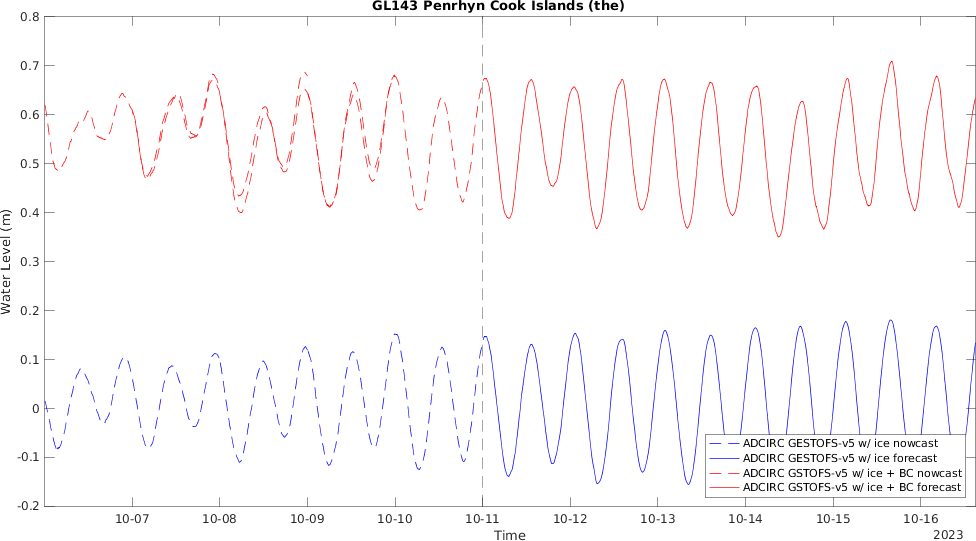 GL143 Penrhyn Cook Islands (the)
0.8
0.7
0.6
0.5
0.4
0.3
0.2
0.1
0
-0.1
-0.2
Water Level (m)
ADCIRC GESTOFS-v5 w/ ice nowcast
ADCIRC GESTOFS-v5 w/ ice forecast
ADCIRC GSTOFS-v5 w/ ice + BC nowcast
ADCIRC GSTOFS-v5 w/ ice + BC forecast
10-07 10-08 10-09 10-10 10-11 10-12 10-13 10-14 10-15 10-16
Time
2023